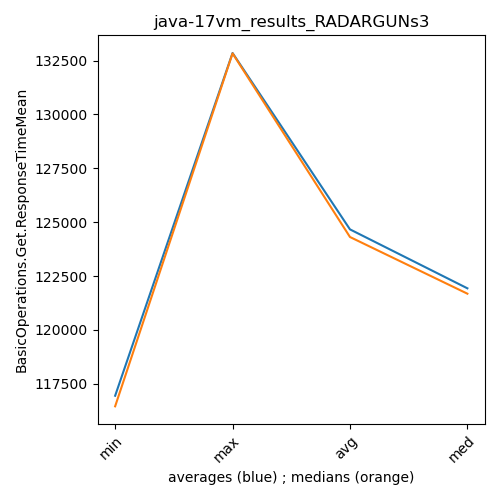 java-17vm_results_RADARGUNs3
BasicOperations.Get.ResponseTimeMean
132500
130000
127500
125000
122500
120000
117500
min
max
avg
med
averages (blue) ; medians (orange)